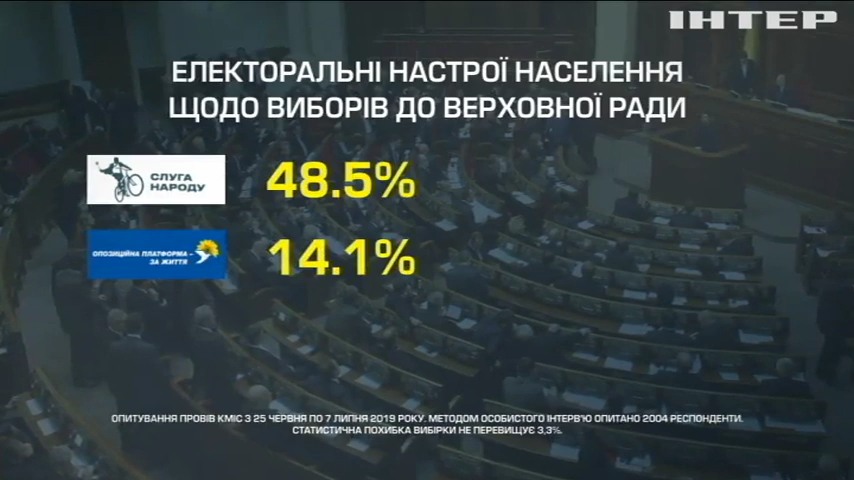 ІНТЕР
ЕЛЕКТОРАЛЬНІ НАСТРОЇ НАСЕЛЕННЯ
ЩОДО ВИБОРІВ ДО ВЕРХОВНОЇ РАДИ
СЛУГА
НАРОДУ
48.5%
ОПОЗИЦІЙНА ПЛАТФОРМА -
ЗА ЖИТТЯ
14.1%
ОПИТУВАННЯ ПРОВІВ КМІС З 25 ЧЕРВНЯ ПО 7 ЛИПНЯ 2019 РОКУ. МЕТОДОМ ОСОБИСТОГО ІНТЕРВ'Ю ОПИТАНО 2004 РЕСПОНДЕНТИ.
СТАТИСТИЧНА ПОХИБКА ВИБІРКИ НЕ ПЕРЕВИЩУЄ 3,3%.